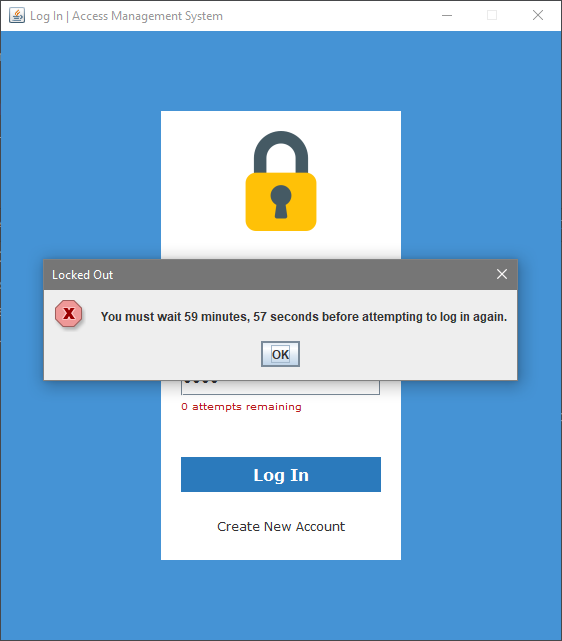 Log In | Access Management System
Locked Out
You must wait 59 minutes, 57 seconds before attempting to log in again.
OK
0 attempts remaining
Log In
Create New Account